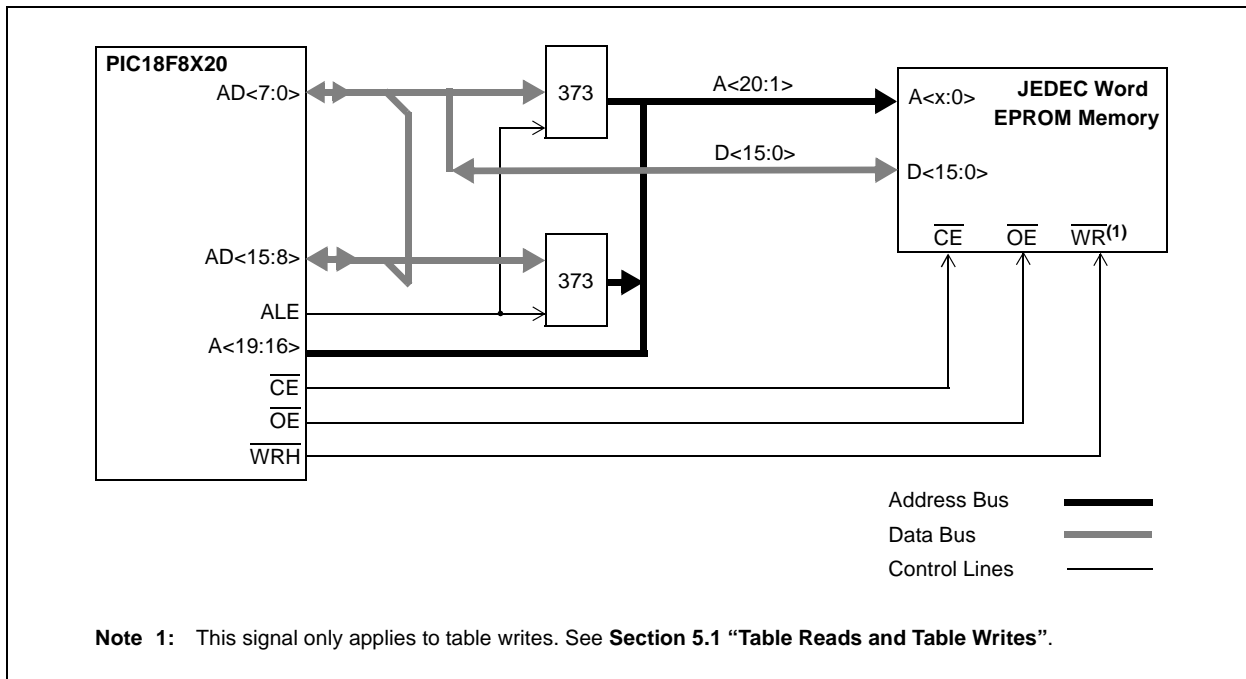 PIC18F8X20
AD<7:0>
373
A<20:1>
A<x:0>
JEDEC Word
EPROM Memory
D<15:0>
D<15:0>
CE
OE
WR(1)
AD<15:8>
373
ALE
A<19:16>
CE
OE
WRH
Address Bus
Data Bus
Control Lines
Note 1: This signal only applies to table writes. See Section 5.1 “Table Reads and Table Writes”.